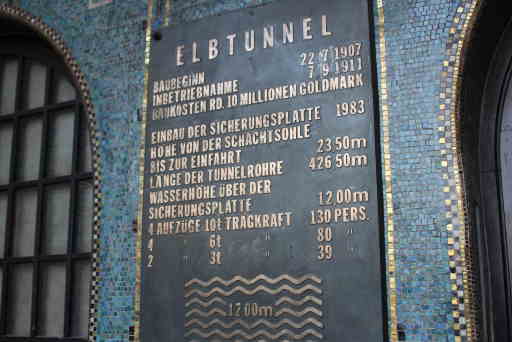 ELBTUNNEL
BAUBEGINN 22 7 1907
INBETRIEBNAHME 7 9 1911
BAUKOSTEN RD. 10 MILLIONEN GOLDMARK
EINBAU DER SICHERUNGSPLATTE 1983
HÖHE VON DER SCHACHTSOHLE
BIS ZUR EINFAHRT 23 50m
LÄNGE DER TUNNELROHRE 426 50m
WASSERHÖHE ÜBER DER
SICHERUNGSPLATTE 12 00m
4 AUFZÜGE 10t TRAGKRAFT 130 PERS.
4 " 6t " 80 "
2 " 3t " 39 "
12 00m